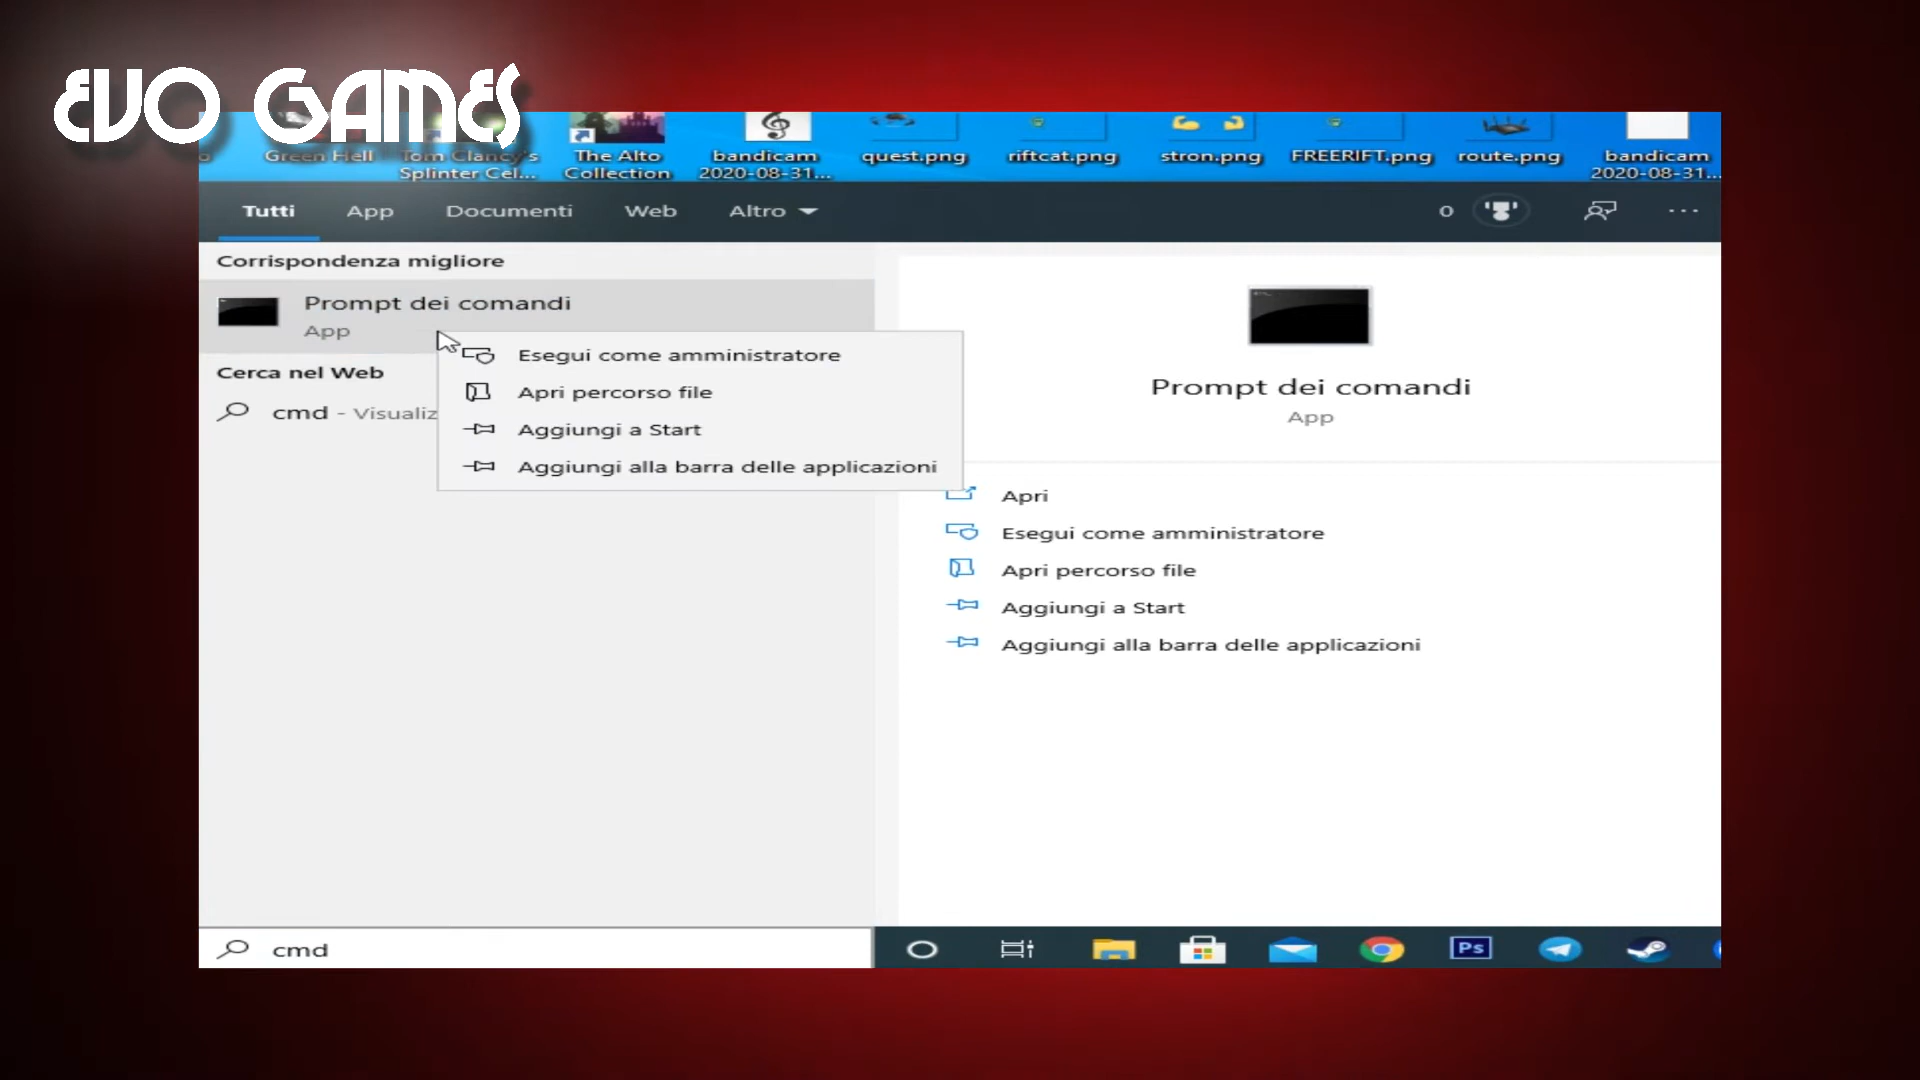 EVO GAMES
Green Hell
Tom Clancy's
Splinter Cel...
The Alto
Collection
bandicam
2020-08-31...
quest.png
riftcat.png
stron.png
FREERIFT.png
route.png
bandicam
2020-08-31...
Tutti
App
Documenti
Web
Altro
0
...
Corrispondenza migliore
Prompt dei comandi
App
Cerca nel Web
cmd - Visualiz
Esegui come amministratore
Apri percorso file
Aggiungi a Start
Aggiungi alla barra delle applicazioni
Prompt dei comandi
App
Apri
Esegui come amministratore
Apri percorso file
Aggiungi a Start
Aggiungi alla barra delle applicazioni
cmd
Ps